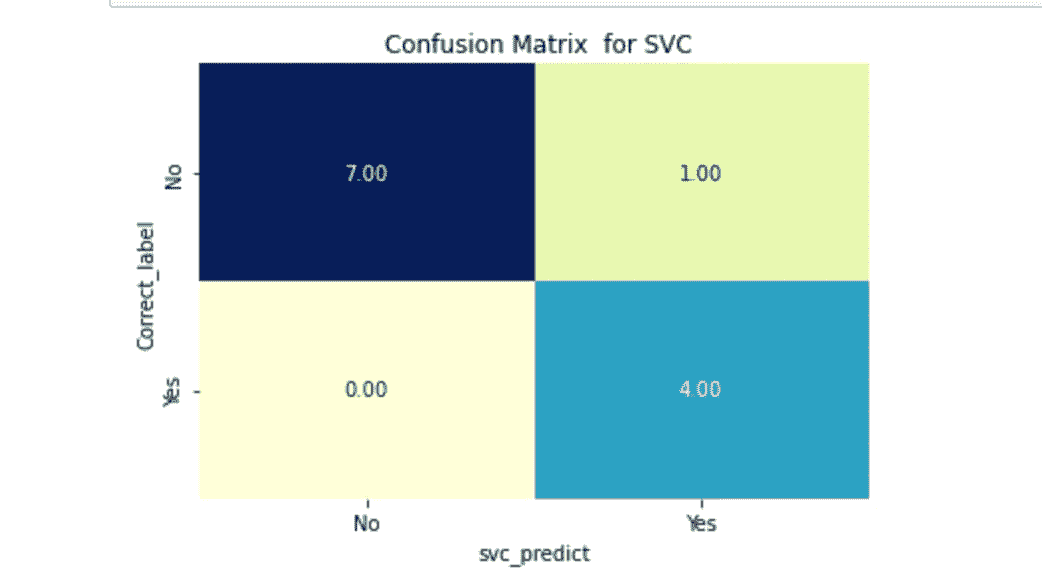 Confusion Matrix for SVC
No
7.00
1.00
Correct_label
Yes
0.00
4.00
No
Yes
svc_predict